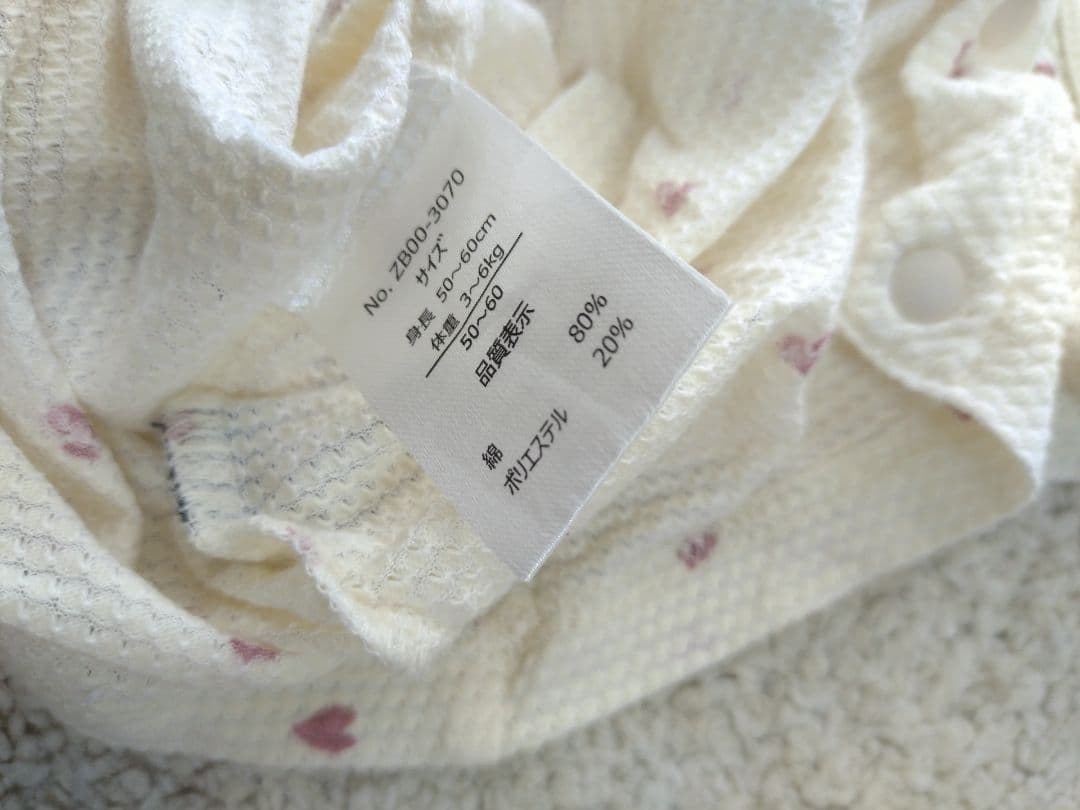 No. ZB00-3070
サイズ
身長 50～60cm
体重 3～6kg
50～60
品質表示
綿 80%
ポリエステル 20%